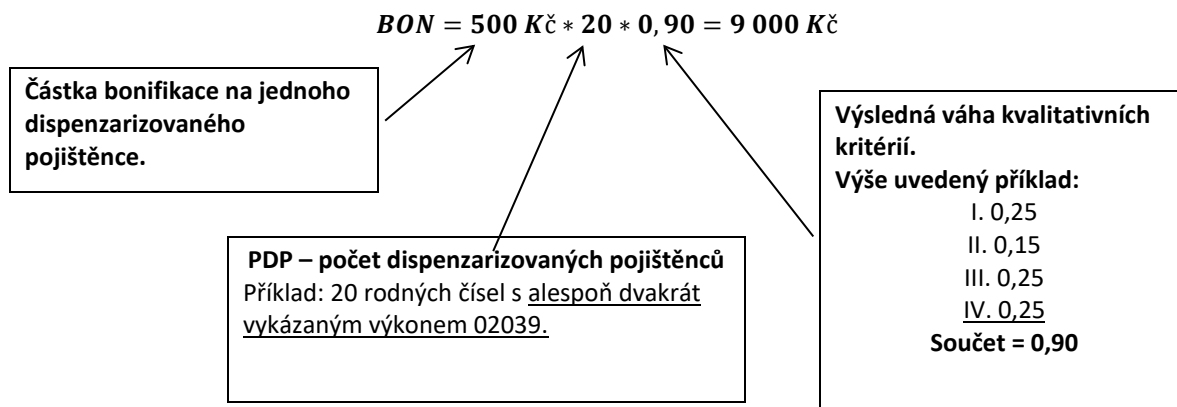 BON = 500 Kč * 20 * 0,90 = 9 000 Kč
Částka bonifikace na jednoho
dispenzarizovaného
pojištěnce.
PDP – počet dispenzarizovaných pojištěnců
Příklad: 20 rodných čísel s alespoň dvakrát
vykázaným výkonem 02039.
Výsledná váha kvalitativních
kritérií.
Výše uvedený příklad:
I. 0,25
II. 0,15
III. 0,25
IV. 0,25
Součet = 0,90